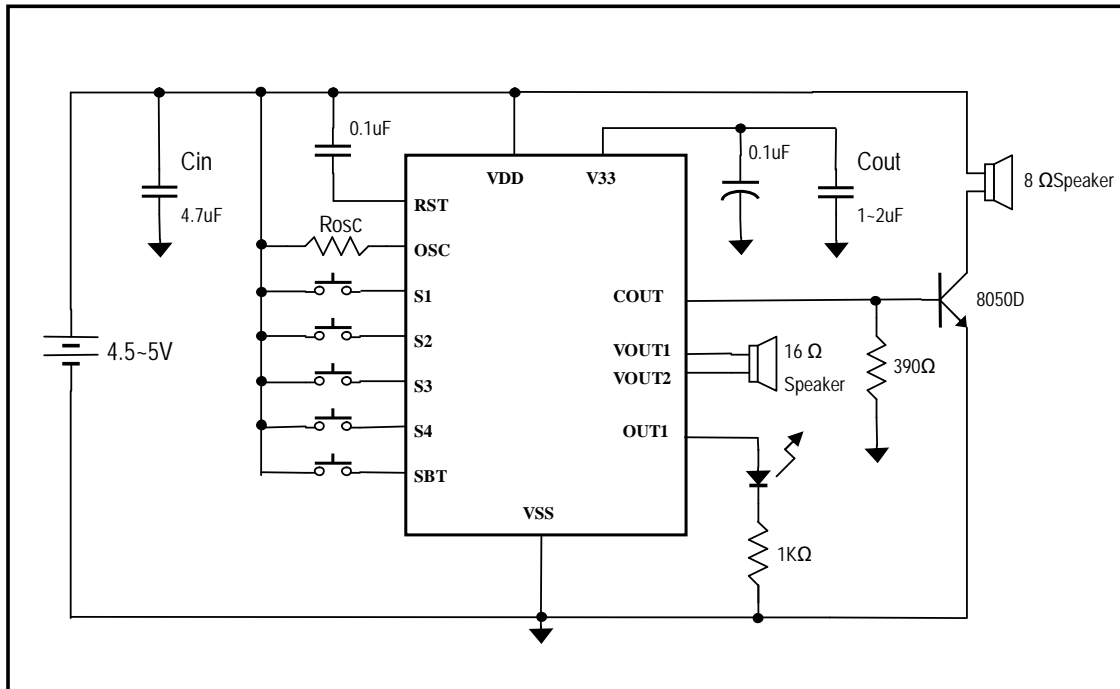 0.1uF
Cin
4.7uF
VDD
V33
0.1uF
Cout
1~2uF
8 ΩSpeaker
RST
Rosc
OSC
S1
S2
S3
S4
SBT
4.5~5V
COUT
8050D
VOUT1
VOUT2
16 Ω
Speaker
390Ω
OUT1
VSS
1KΩ